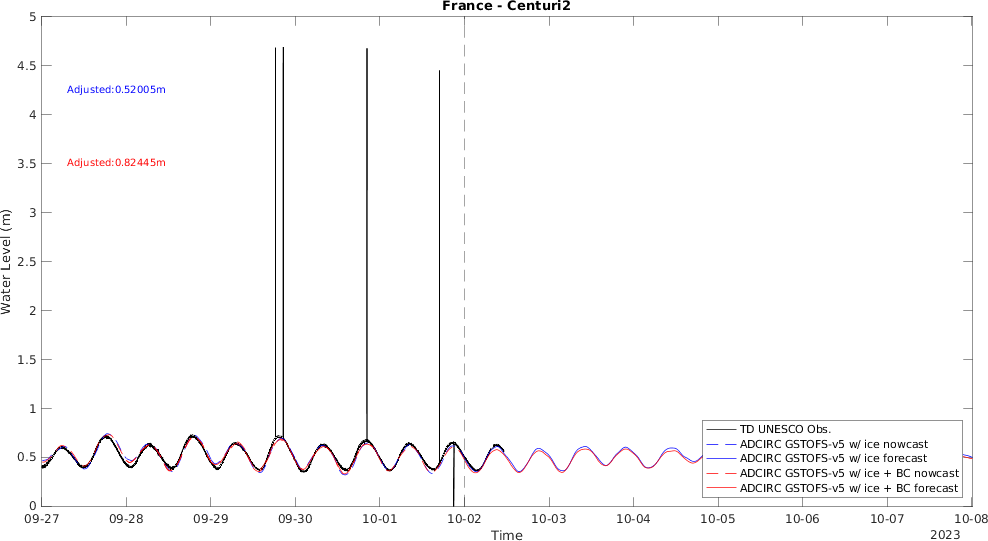 France - Centuri2
5
4.5
4
3.5
3
2.5
2
1.5
1
0.5
0
Water Level (m)
Adjusted:0.52005m
Adjusted:0.82445m
TD UNESCO Obs.
ADCIRC GSTOFS-v5 w/ ice nowcast
ADCIRC GSTOFS-v5 w/ ice forecast
ADCIRC GSTOFS-v5 w/ ice + BC nowcast
ADCIRC GSTOFS-v5 w/ ice + BC forecast
09-27 09-28 09-29 09-30 10-01 10-02 10-03 10-04 10-05 10-06 10-07 10-08
Time
2023